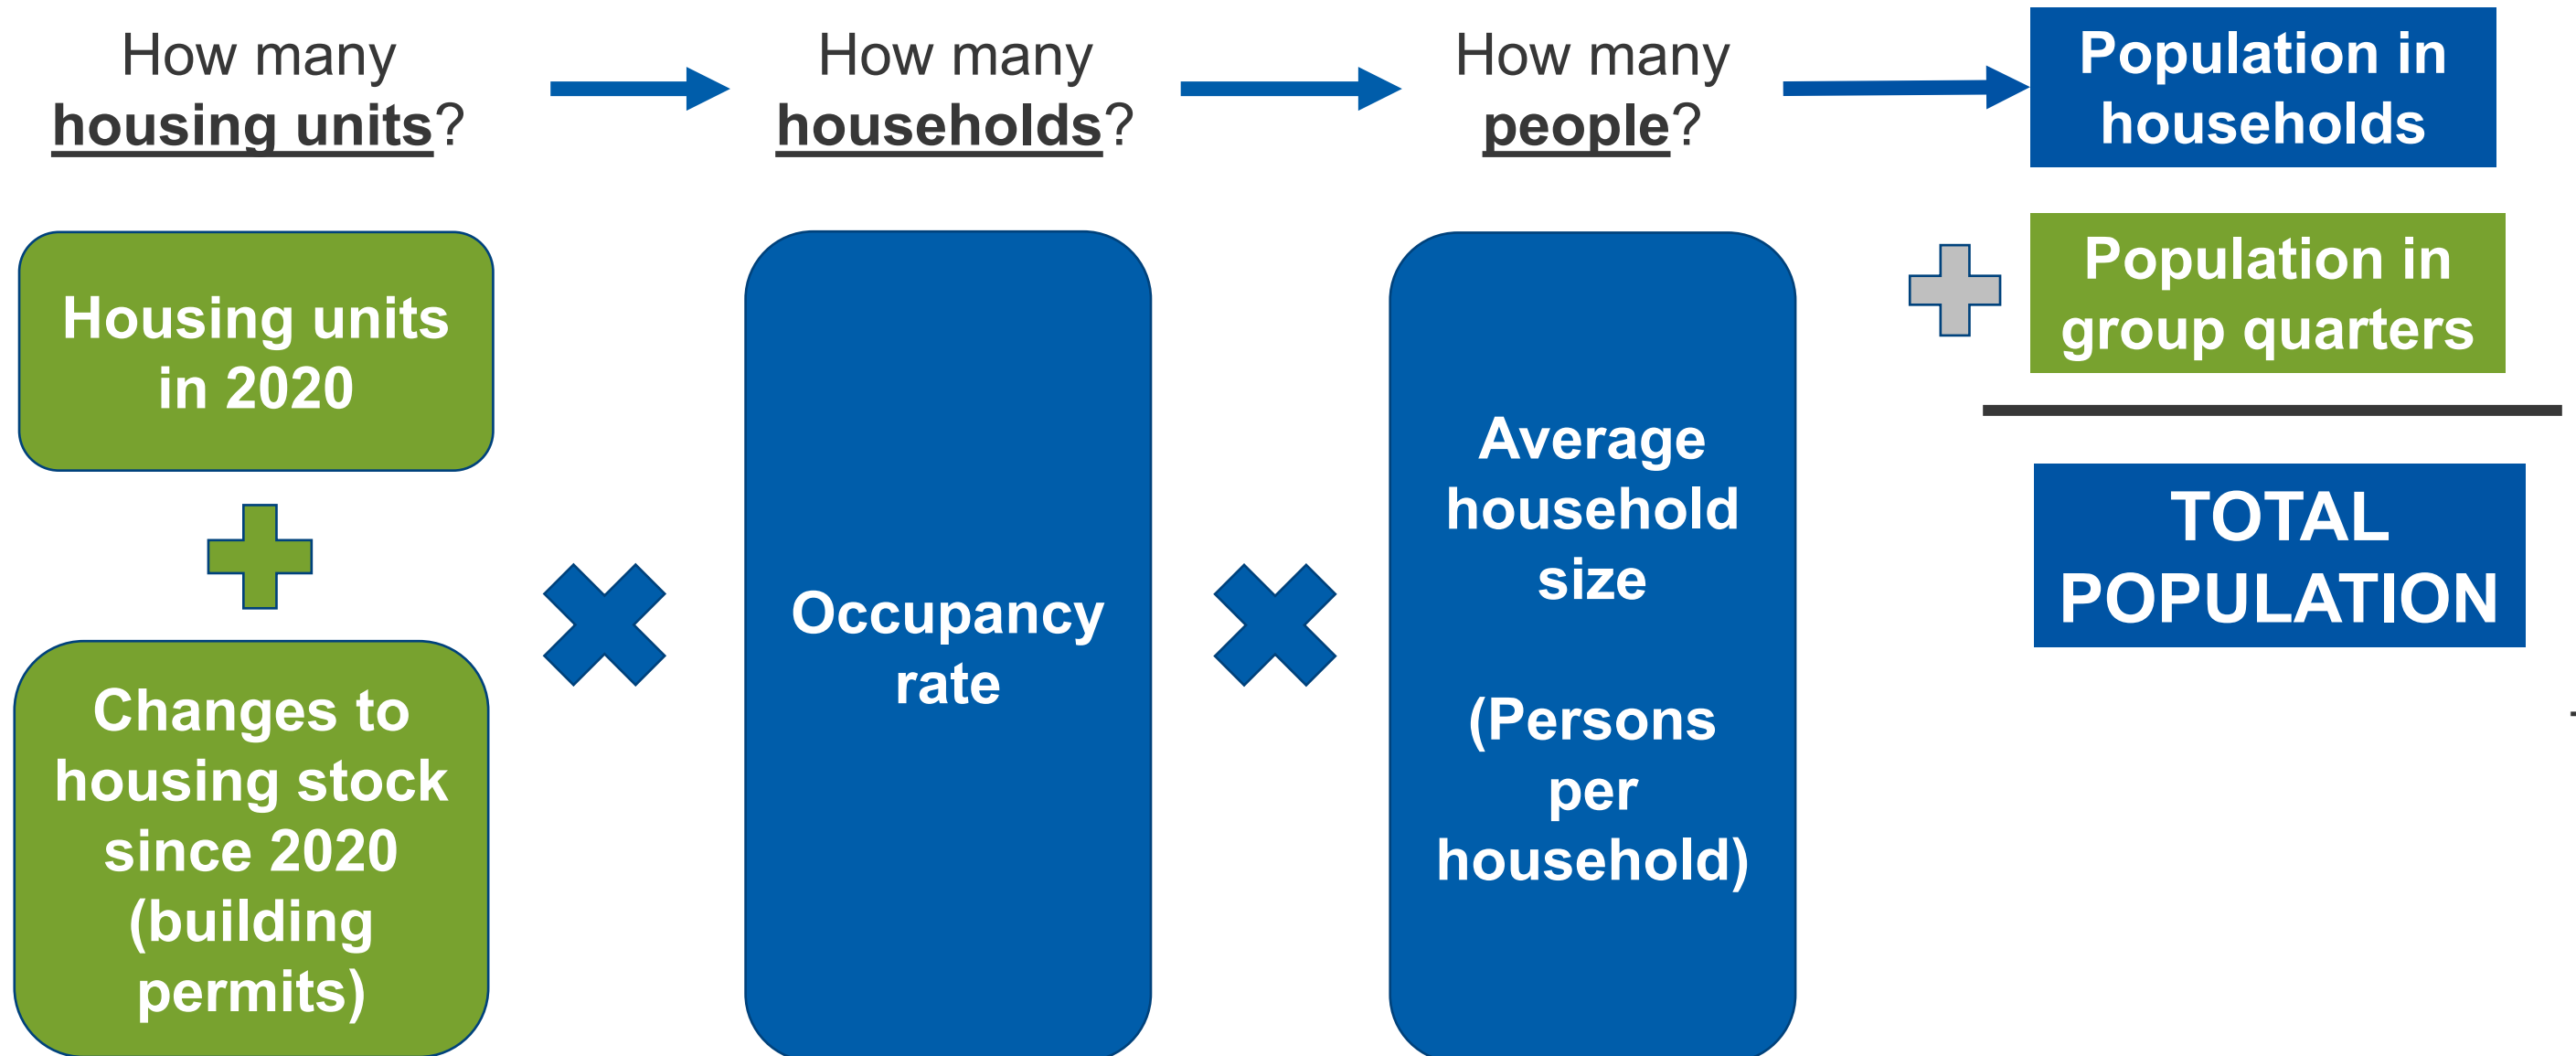 How many
housing units?
How many
households?
How many
people?
Population in
households
Housing units
in 2020
Changes to
housing stock
since 2020
(building
permits)
Occupancy
rate
Average
household
size
(Persons
per
household)
Population in
group quarters
TOTAL
POPULATION